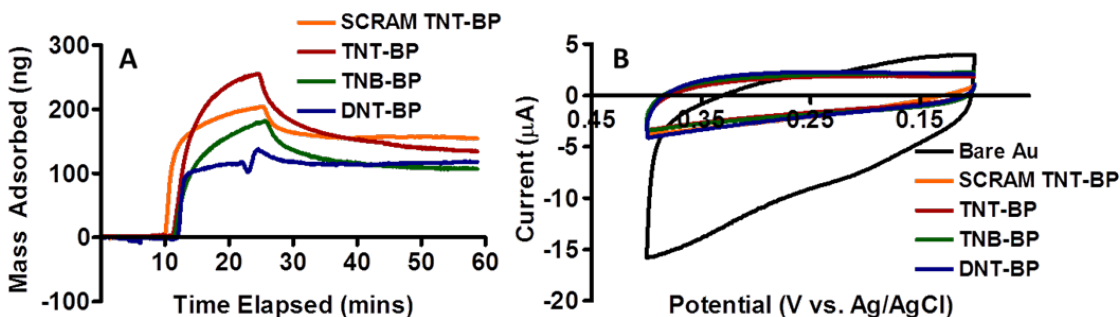 A
SCRAM TNT-BP
TNT-BP
TNB-BP
DNT-BP
Mass Adsorbed (ng)
300
200
100
0
-100
10
20
30
40
50
60
Time Elapsed (mins)
B
Current (µA)
5
0
-5
-10
-15
-20
0.45
0.35
0.25
0.15
Bare Au
SCRAM TNT-BP
TNT-BP
TNB-BP
DNT-BP
Potential (V vs. Ag/AgCl)